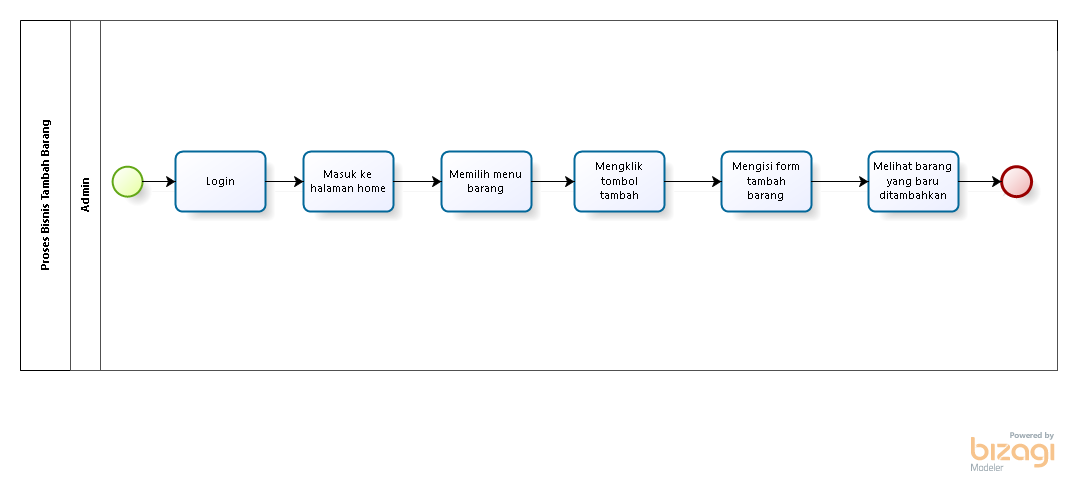 Proses Bisnis Tambah Barang
Admin
Login
Masuk ke
halaman home
Memilih menu
barang
Mengklik
tombol
tambah
Mengisi form
tambah
barang
Melihat barang
yang baru
ditambahkan
Powered by
bizagi
Modeler